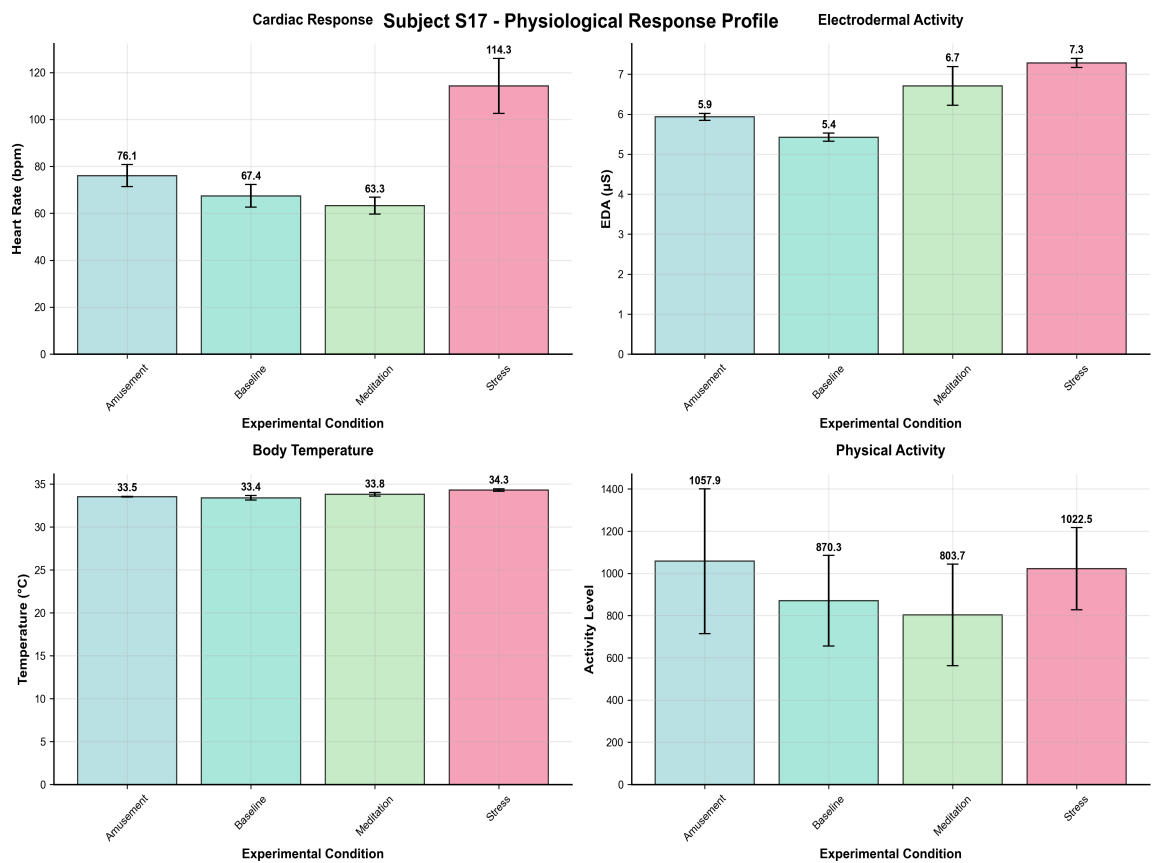 Subject S17 - Physiological Response Profile
Cardiac Response
Heart Rate (bpm)
120
100
80
60
40
20
0
76.1
67.4
63.3
114.3
Amusement
Baseline
Meditation
Stress
Experimental Condition
Electrodermal Activity
EDA (µS)
7
6
5
4
3
2
1
0
5.9
5.4
6.7
7.3
Amusement
Baseline
Meditation
Stress
Experimental Condition
Body Temperature
Temperature (°C)
35
30
25
20
15
10
5
0
33.5
33.4
33.8
34.3
Amusement
Baseline
Meditation
Stress
Experimental Condition
Physical Activity
Activity Level
1400
1200
1000
800
600
400
200
0
1057.9
870.3
803.7
1022.5
Amusement
Baseline
Meditation
Stress
Experimental Condition